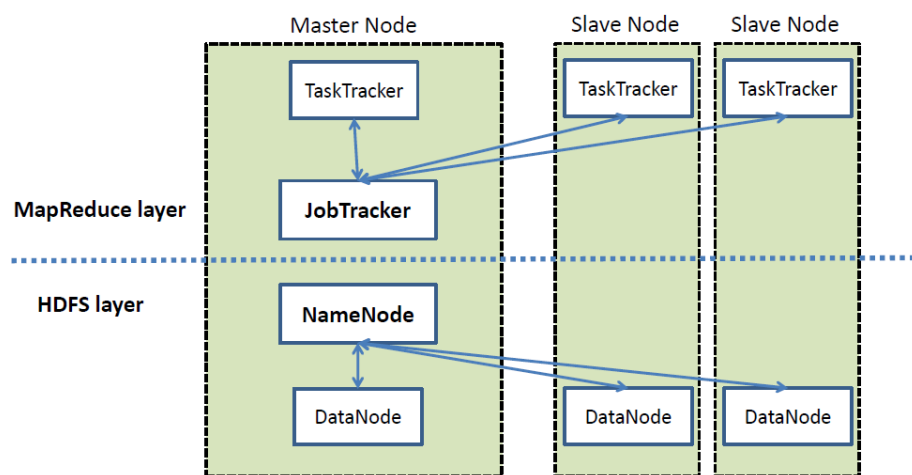 Master Node
Slave Node
Slave Node
TaskTracker
TaskTracker
TaskTracker
JobTracker
MapReduce layer
HDFS layer
NameNode
DataNode
DataNode
DataNode